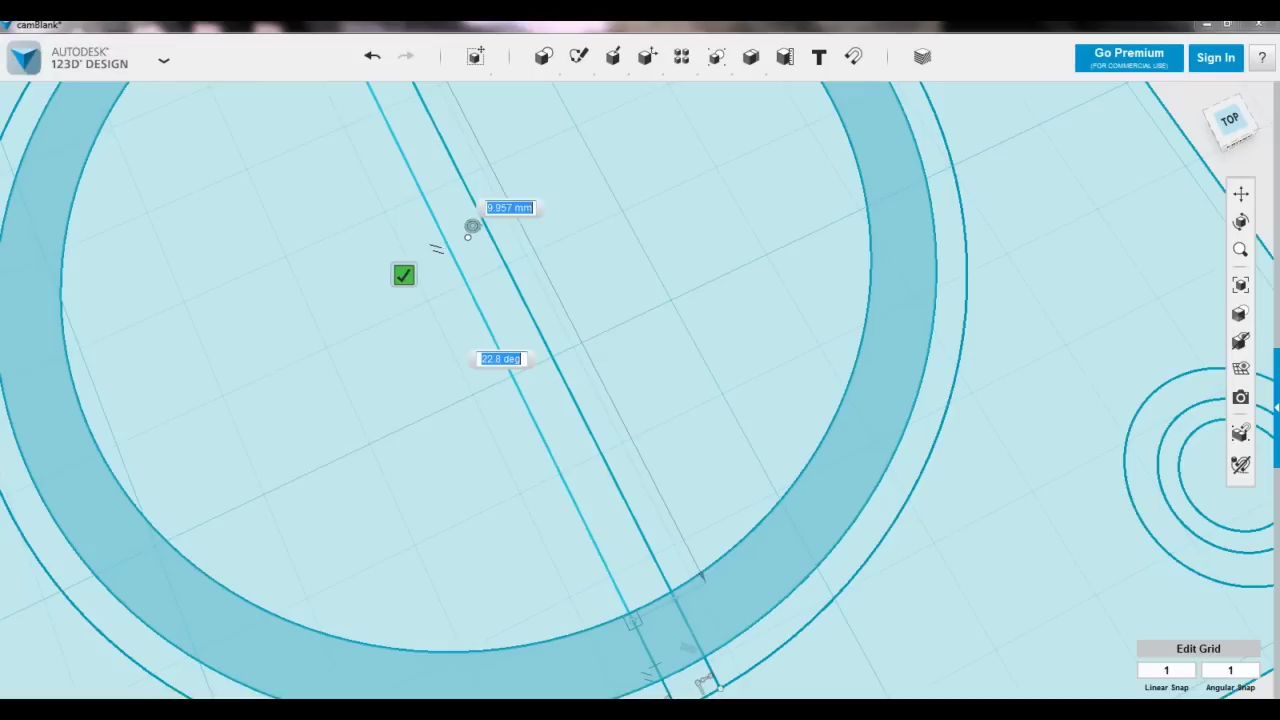 camBlank*
AUTODESK®
123D® DESIGN
Go Premium
(FOR COMMERCIAL USE)
Sign In
?
TOP
9.957 mm
22.8 deg
Edit Grid
1
1
Linear Snap
Angular Snap